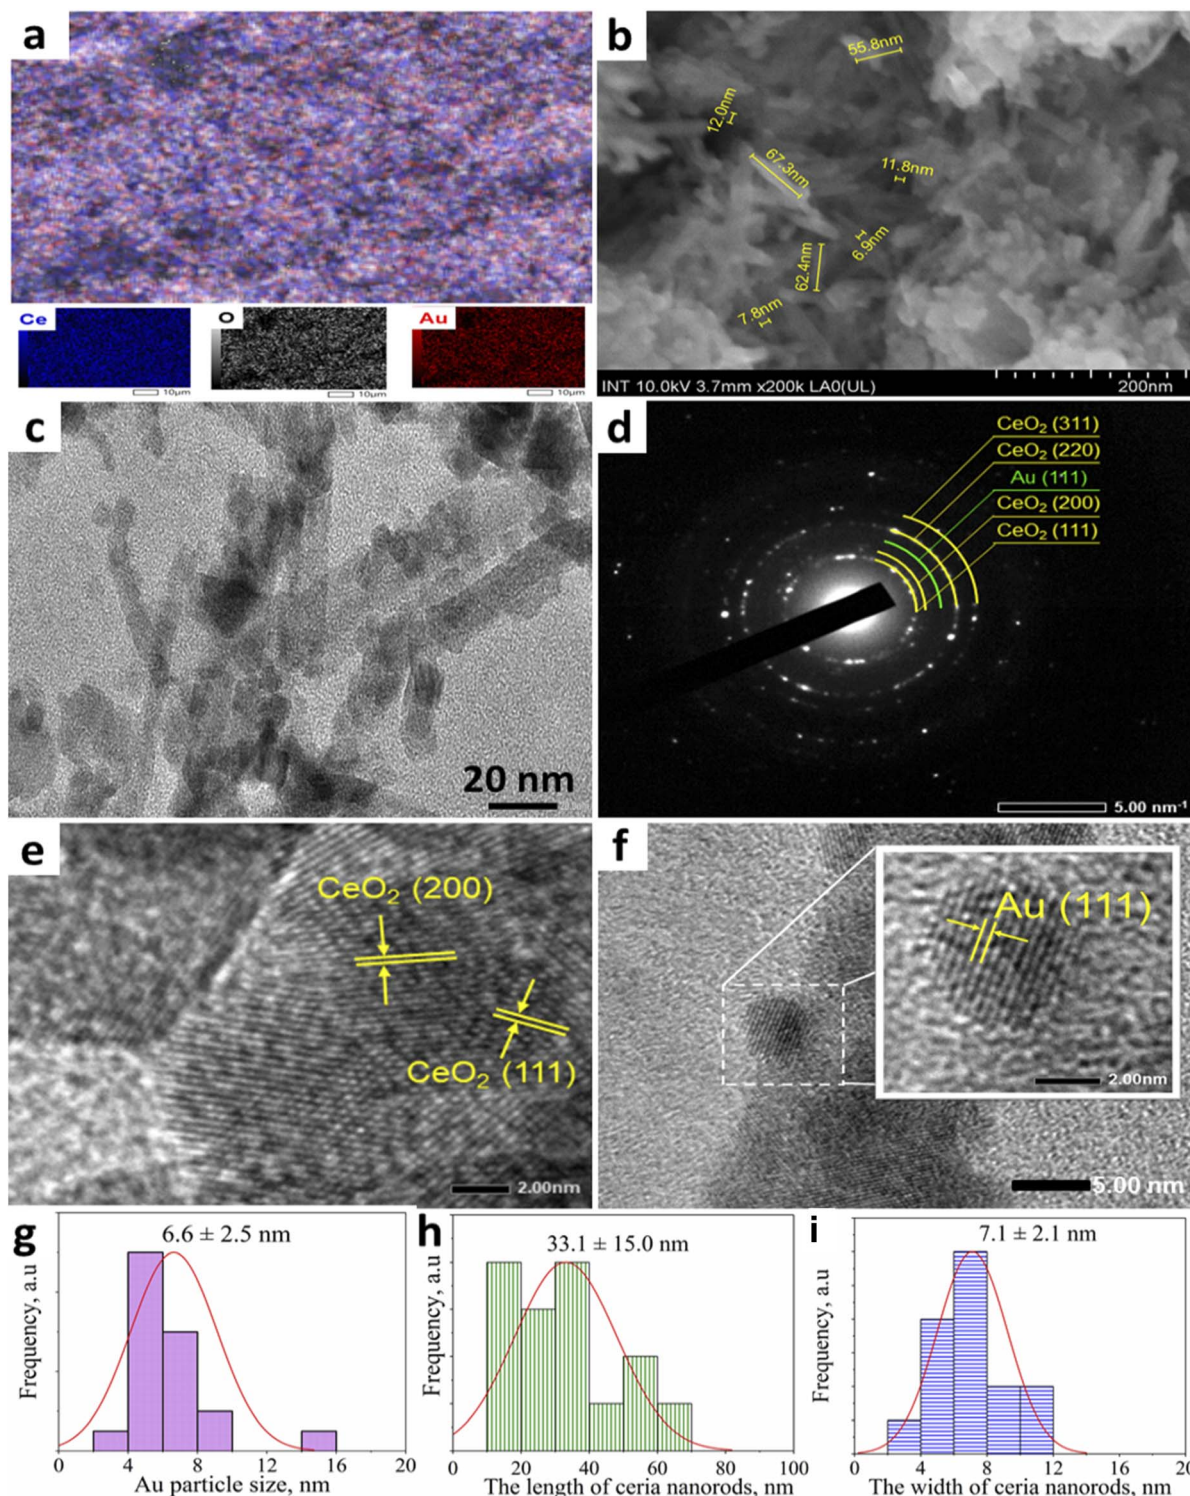 a
Ce
O
Au
10µm
10µm
10µm
b
55.8nm
12.0nm
67.3nm
11.8nm
6.9nm
62.4nm
7.8nm
INT 10.0kV 3.7mm x200k LA0(UL)
200nm
c
20 nm
d
CeO₂ (311)
CeO₂ (220)
Au (111)
CeO₂ (200)
CeO₂ (111)
5.00 nm⁻¹
e
CeO₂ (200)
CeO₂ (111)
2.00nm
f
Au (111)
2.00nm
5.00 nm
g
6.6 ± 2.5 nm
Frequency, a.u
0 4 8 12 16 20
Au particle size, nm
h
33.1 ± 15.0 nm
Frequency, a.u
0 20 40 60 80 100
The length of ceria nanorods, nm
i
7.1 ± 2.1 nm
Frequency, a.u
0 4 8 12 16 20
The width of ceria nanorods, nm